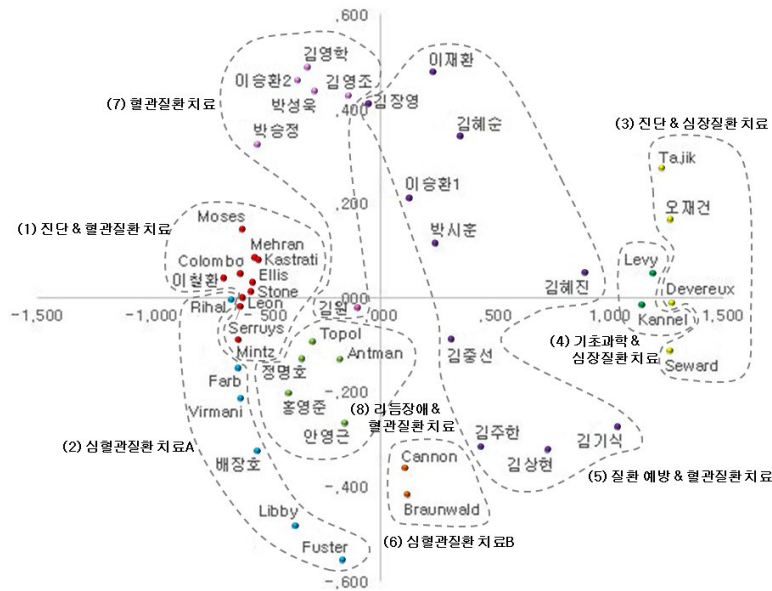 .600
김영학
이재환
이승환2
김영조
(7) 혈관질환 치료
박성욱
.400
김장영
박승정
김혜순
(3) 진단 & 심장질환 치료
Tajik
이승환1
.200
오재건
Moses
(1) 진단 & 혈관질환 치료
박시훈
Mehran
Colombo
Kastrati
Levy
이철환
Ellis
김혜진
Stone
Devereux
Rihal
Leon
김원
.000
Kannel
-1,500
-1,000
500
,500
1,000
1,500
Serruys
Topol
(4) 기초과학 &
심장질환 치료
Mintz
Antman
김중선
Seward
정명호
Farb
-.200
홍영준
(8) 리듬장애 &
혈관질환 치료
Virmani
안영근
(2) 심혈관질환 치료A
김주한
김기식
배장호
Cannon
김상현
(5) 질환 예방 & 혈관질환 치료
-.400
Libby
Braunwald
Fuster
(6) 심혈관질환 치료B
-.600